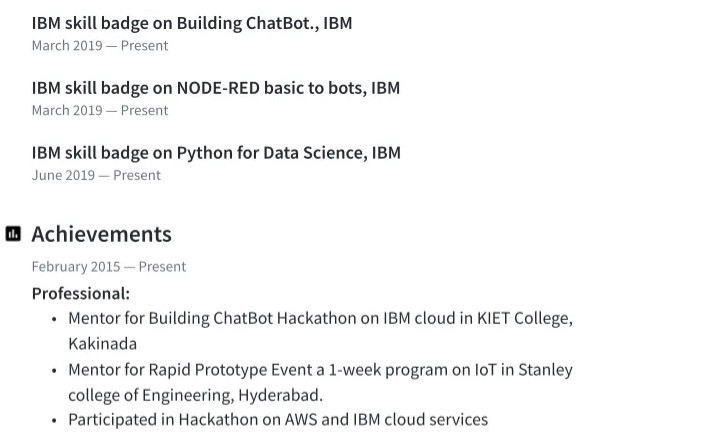 IBM skill badge on Building ChatBot., IBM
March 2019 — Present
IBM skill badge on NODE-RED basic to bots, IBM
March 2019 — Present
IBM skill badge on Python for Data Science, IBM
June 2019 — Present
Achievements
February 2015 — Present
Professional:
• Mentor for Building ChatBot Hackathon on IBM cloud in KIET College,
Kakinada
• Mentor for Rapid Prototype Event a 1-week program on IoT in Stanley
college of Engineering, Hyderabad.
• Participated in Hackathon on AWS and IBM cloud services